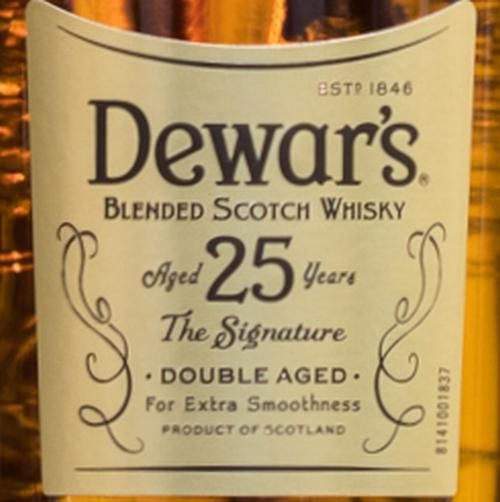 ESTD 1846
Dewar's®
BLENDED SCOTCH WHISKY
Aged 25 Years
The Signature
· DOUBLE AGED ·
For Extra Smoothness
PRODUCT OF SCOTLAND
8141001837